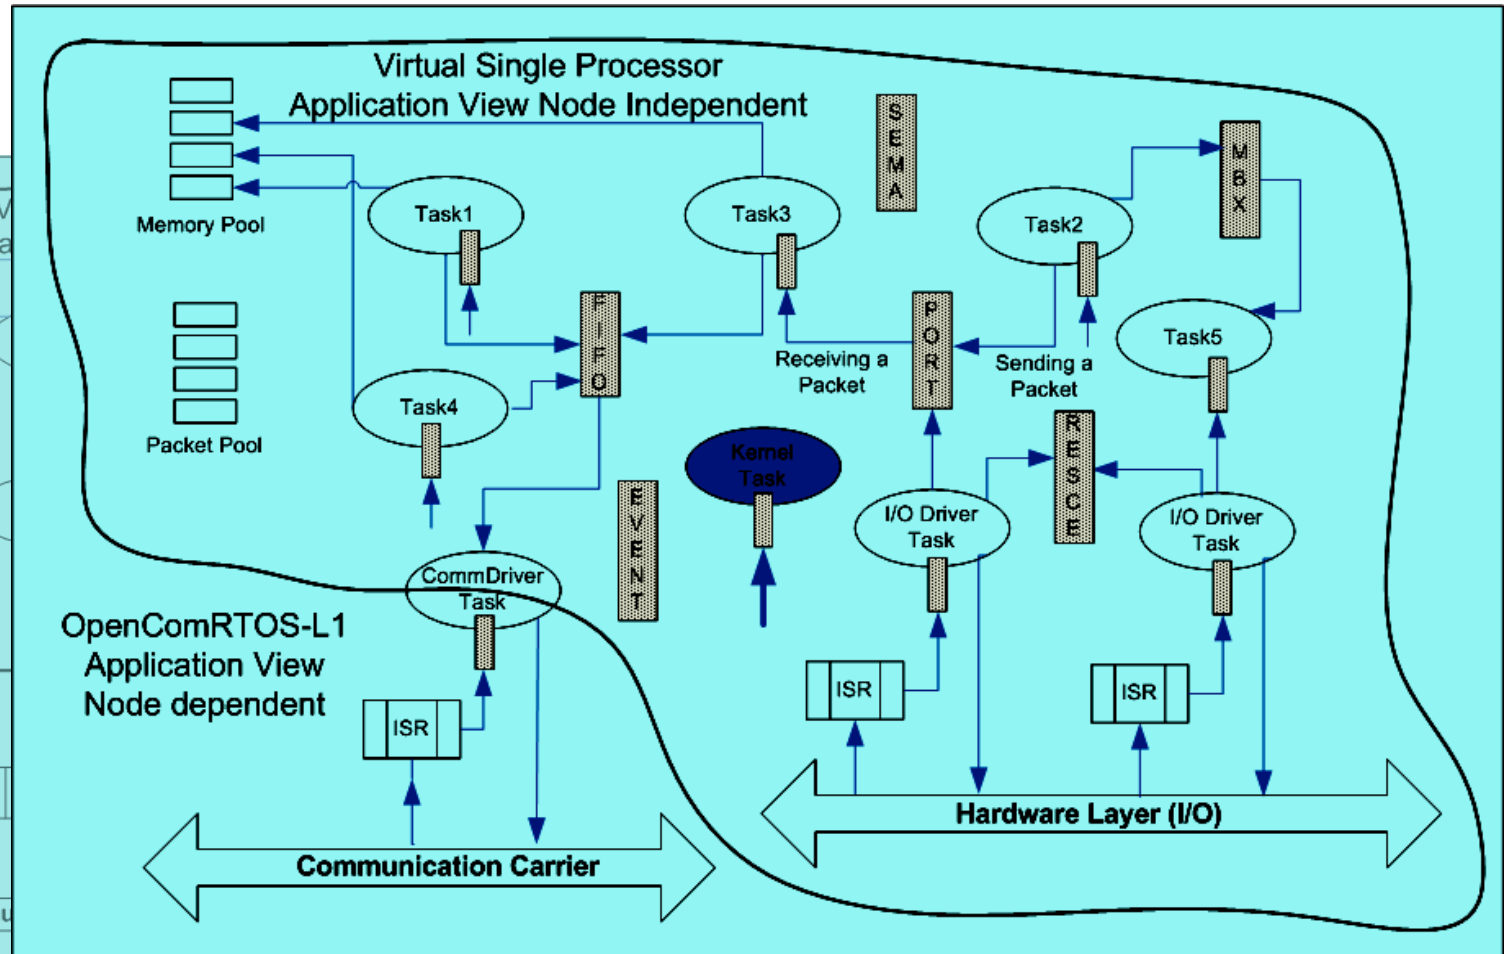 Virtual Single Processor
Application View Node Independent
SEMA
MBX
Memory Pool
Task1
Task3
Task2
FIFO
PORT
Task5
Receiving a
Packet
Sending a
Packet
Task4
Packet Pool
Kernel
Task
RESCE
EVENT
I/O Driver
Task
I/O Driver
Task
CommDriver
Task
OpenComRTOS-L1
Application View
Node dependent
ISR
ISR
ISR
Hardware Layer (I/O)
Communication Carrier